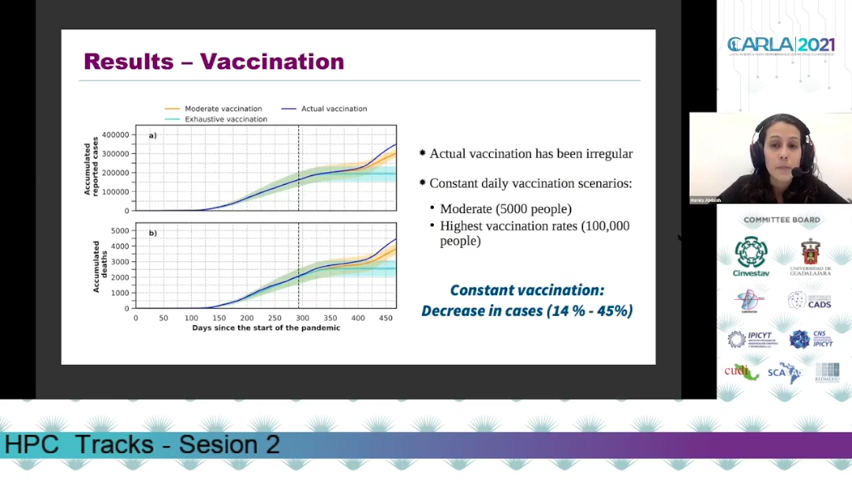 CARLA 2021
Results – Vaccination
Moderate vaccination
Actual vaccination
Exhaustive vaccination
a)
400000
300000
200000
100000
0
Accumulated
reported cases
b)
5000
4000
3000
2000
1000
0
Accumulated
deaths
0 50 100 150 200 250 300 350 400 450
Days since the start of the pandemic
Actual vaccination has been irregular
Constant daily vaccination scenarios:
Moderate (5000 people)
Highest vaccination rates (100,000
people)
Constant vaccination:
Decrease in cases (14 % - 45%)
COMMITTEE BOARD
Cinvestav
UNIVERSIDAD DE
GUADALAJARA
CADS
IPICYT
CNS
IPICYT
cudi
SCA
HPC Tracks - Sesion 2